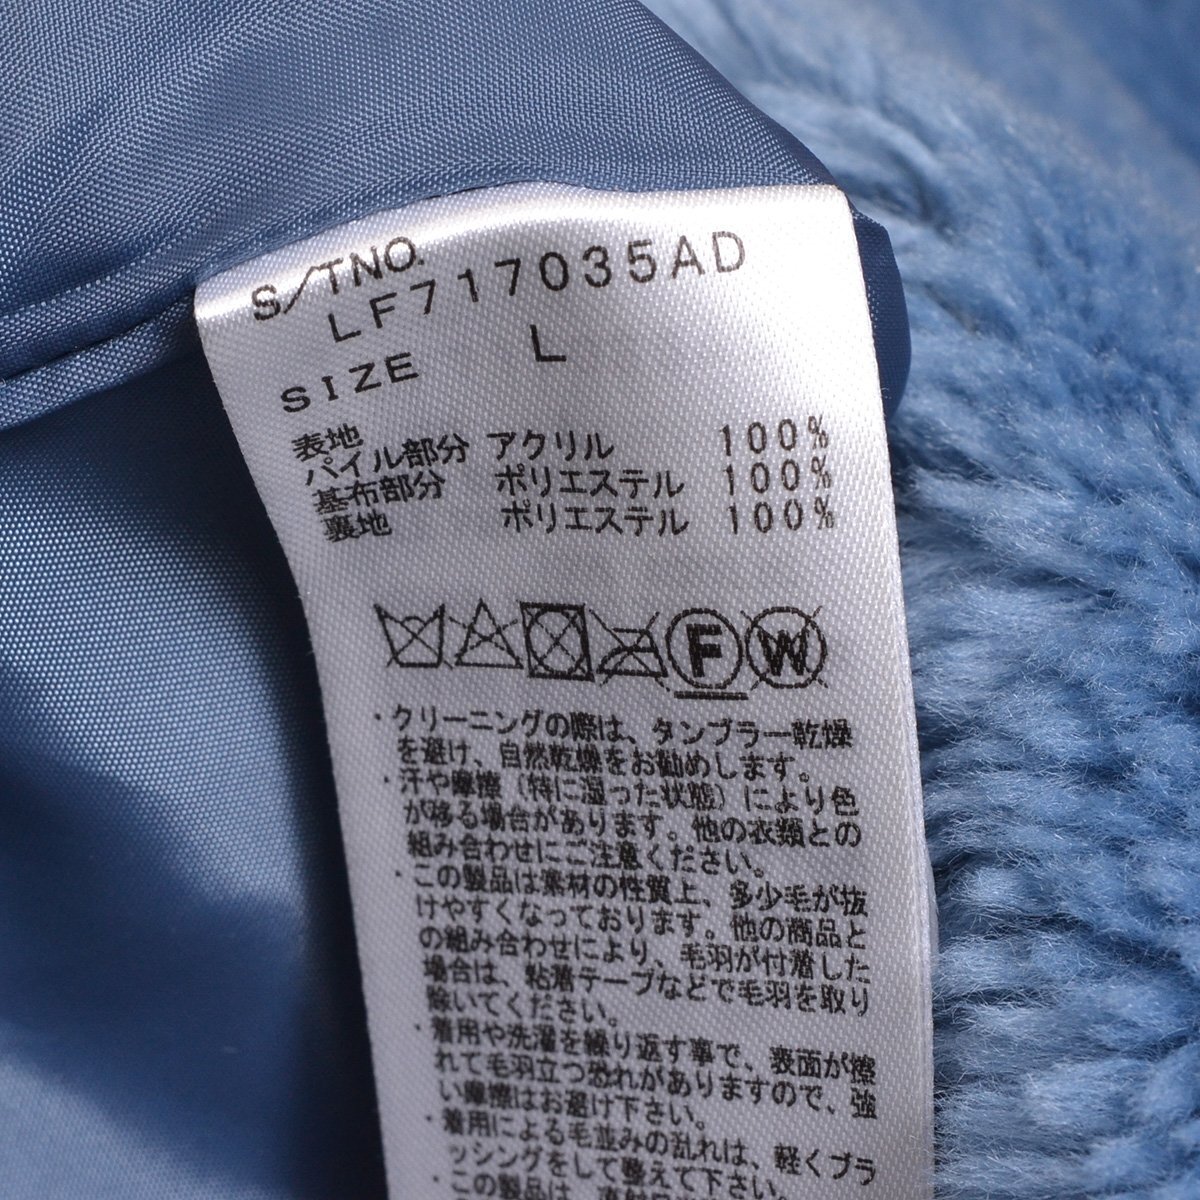 S/TNO.
LF717035AD
SIZE L
表地
パイル部分 アクリル 100%
基布部分 ポリエステル 100%
裏地 ポリエステル 100%
F W
・クリーニングの際は、タンブラー乾燥
を避け、自然乾燥をお勧めします。
・汗や摩擦(特に湿った状態)により色
が移る場合があります。他の衣類との
組み合わせにご注意ください。
・この製品は素材の性質上、多少毛が抜
けやすくなっております。他の商品と
の組み合わせにより、毛羽が付着した
場合は、粘着テープなどで毛羽を取り
除いてください。
・着用や洗濯を繰り返す事で、表面が擦
れて毛羽立つ恐れがありますので、強
い摩擦はお避け下さい。
・着用による毛並みの乱れは、軽くブラ
ッシングをして整えて下さい。
・この製品は、直射日